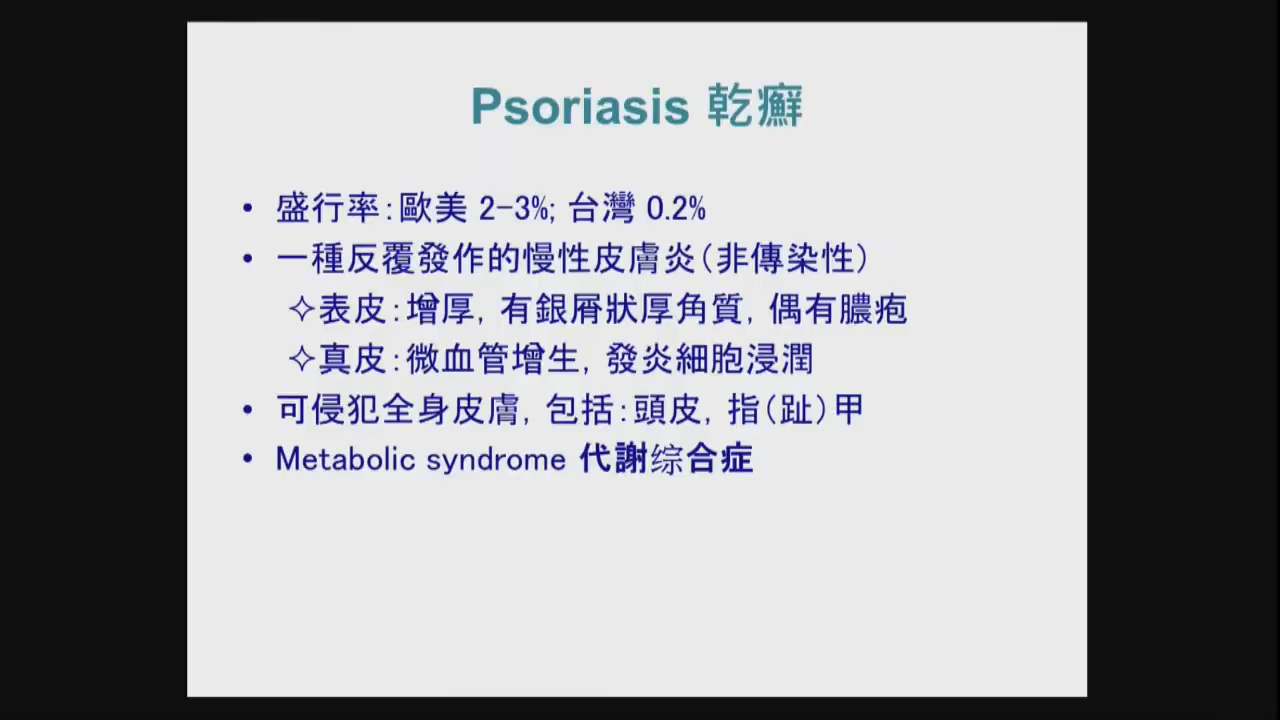 Psoriasis 乾癬
• 盛行率:歐美 2-3%; 台灣 0.2%
• 一種反覆發作的慢性皮膚炎(非傳染性)
✧表皮:增厚, 有銀屑狀厚角質, 偶有膿疱
✧真皮:微血管增生, 發炎細胞浸潤
• 可侵犯全身皮膚, 包括:頭皮, 指(趾)甲
• Metabolic syndrome 代謝综合症